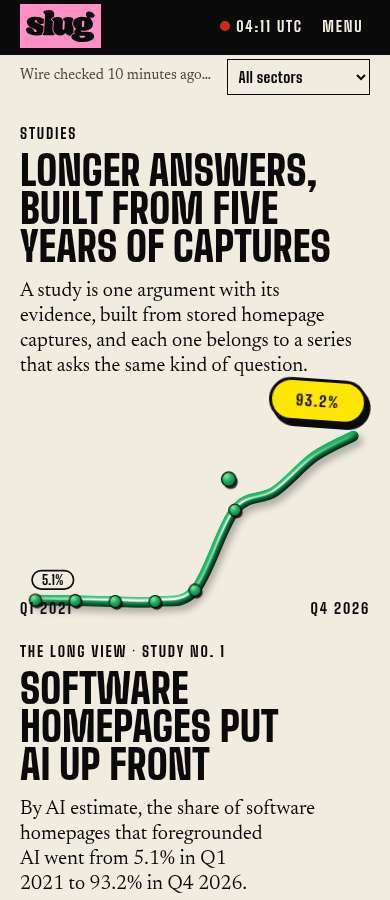 slug
04:11 UTC MENU
Wire checked 10 minutes ago... All sectors
STUDIES
LONGER ANSWERS,
BUILT FROM FIVE
YEARS OF CAPTURES
A study is one argument with its
evidence, built from stored homepage
captures, and each one belongs to a series
that asks the same kind of question.
93.2%
5.1%
Q1 2021 Q4 2026
THE LONG VIEW · STUDY NO. 1
SOFTWARE
HOMEPAGES PUT
AI UP FRONT
By AI estimate, the share of software
homepages that foregrounded
AI went from 5.1% in Q1
2021 to 93.2% in Q4 2026.